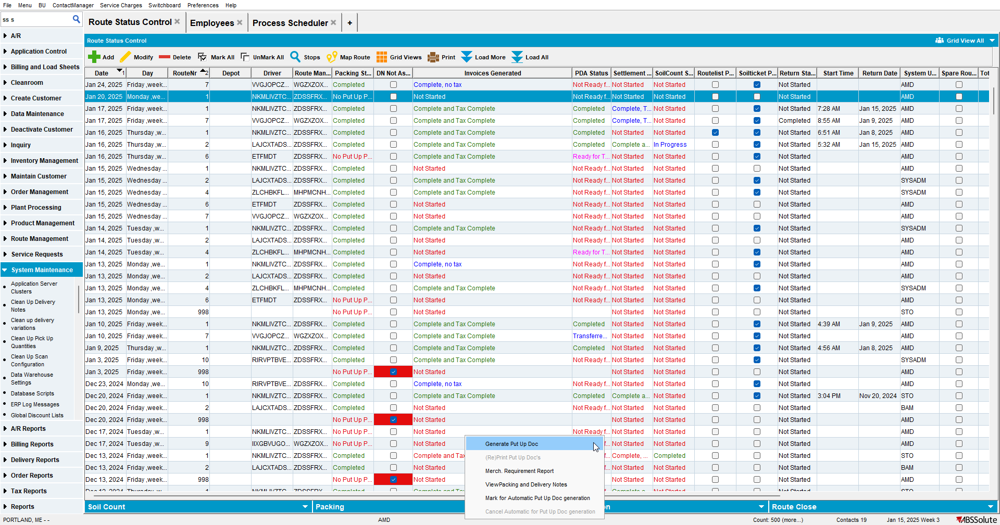 File Menu BU ContactManager Service Charges Switchboard Preferences Help
ss s
Route Status Control Employees Process Scheduler +
Route Status Control Grid View All
Add Modify Delete Mark All UnMark All Stops Map Route Grid Views Print Load More Load All
A/R
Application Control
Billing and Load Sheets
Cleanroom
Create Customer
Data Maintenance
Deactivate Customer
Inquiry
Inventory Management
Maintain Customer
Order Management
Plant Processing
Product Management
Route Management
Service Requests
System Maintenance
Application Server
Clusters
Clean Up Delivery
Notes
Clean up delivery
variations
Clean Up Pick Up
Quantities
Clean Up Scan
Configuration
Data Warehouse
Settings
Database Scripts
ERP Log Messages
Global Discount Lists
A/R Reports
Billing Reports
Delivery Reports
Order Reports
Tax Reports
Reports
Date 1 Day RouteNr 2 Depot Driver Route Man... Packing St... DN Not As... Invoices Generated PDA Status Settlement ... SoilCount S... Routelist P... Soilticket P... Return Sta... Start Time Return Date System U... Spare Rou... Tot
Jan 24, 2025 Friday ,week... 7 VVGJOPCZ... WGZXZOX... Completed Complete, no tax Not Ready f... Not Started Not Started Not Started AMD
Jan 20, 2025 Monday ,we... 1 NKMLIVZTC... ZDSSFRX... No Put Up P... Not Started Not Ready f... Not Started Not Started Not Started AMD
Jan 17, 2025 Friday ,week... 1 NKMLIVZTC... ZDSSFRX... Completed Complete and Tax Complete Completed Complete, T... Not Started Not Started 7:28 AM Jan 15, 2025 AMD
Jan 17, 2025 Friday ,week... 7 VVGJOPCZ... WGZXZOX... Completed Complete and Tax Complete Completed Complete, T... Not Started Completed 8:55 AM Jan 9, 2025 AMD
Jan 16, 2025 Thursday ,w... 1 NKMLIVZTC... ZDSSFRX... Completed Complete and Tax Complete Completed Not Started Not Started Not Started 6:51 AM Jan 8, 2025 AMD
Jan 16, 2025 Thursday ,w... 2 LAJCXTADS... ZDSSFRX... Completed Complete and Tax Complete Completed Complete a... In Progress Not Started 5:32 AM Jan 15, 2025 AMD
Jan 16, 2025 Thursday ,w... 6 ETFMDT ZDSSFRX... No Put Up P... Complete and Tax Complete Ready for T... Not Started Not Started Not Started AMD
Jan 15, 2025 Wednesday ... 1 NKMLIVZTC... ZDSSFRX... Completed Not Started Not Ready f... Not Started Not Started Not Started AMD
Jan 15, 2025 Wednesday ... 2 LAJCXTADS... ZDSSFRX... Completed Complete and Tax Complete Not Ready f... Not Started Not Started Not Started SYSADM
Jan 15, 2025 Wednesday ... 4 ZLCHBKFL... MHPMCNH... Completed Complete and Tax Complete Not Ready f... Not Started Not Started Not Started SYSADM
Jan 15, 2025 Wednesday ... 6 ETFMDT ZDSSFRX... Completed Not Started Not Ready f... Not Started Not Started Not Started AMD
Jan 15, 2025 Wednesday ... 7 VVGJOPCZ... WGZXZOX... Completed Not Started Not Ready f... Not Started Not Started Not Started AMD
Jan 14, 2025 Tuesday ,w... 1 NKMLIVZTC... ZDSSFRX... Completed Complete and Tax Complete Not Ready f... Not Started Not Started Not Started SYSADM
Jan 14, 2025 Tuesday ,w... 2 LAJCXTADS... ZDSSFRX... Completed Not Started Not Ready f... Not Started Not Started Not Started AMD
Jan 14, 2025 Tuesday ,w... 4 ZLCHBKFL... MHPMCNH... Completed Not Started Ready for T... Not Started Not Started Not Started AMD
Jan 13, 2025 Monday ,we... 1 NKMLIVZTC... ZDSSFRX... Completed Complete, no tax Not Ready f... Not Started Not Started Not Started AMD
Jan 13, 2025 Monday ,we... 2 LAJCXTADS... ZDSSFRX... Completed Not Started Not Ready f... Not Started Not Started Not Started AMD
Jan 13, 2025 Monday ,we... 4 ZLCHBKFL... MHPMCNH... Completed Complete and Tax Complete Not Ready f... Not Started Not Started Not Started SYSADM
Jan 13, 2025 Monday ,we... 6 ETFMDT ZDSSFRX... No Put Up P... Not Started Not Ready f... Not Started Not Started Not Started AMD
Jan 13, 2025 Monday ,we... 998 No Put Up P... Not Started Not Started Not Started Not Started STO
Jan 10, 2025 Friday ,week... 1 NKMLIVZTC... ZDSSFRX... Completed Complete and Tax Complete Completed Not Started Not Started Not Started 4:39 AM Jan 9, 2025 AMD
Jan 10, 2025 Friday ,week... 7 VVGJOPCZ... WGZXZOX... Completed Complete and Tax Complete Transferre... Not Started Not Started Not Started AMD
Jan 9, 2025 Thursday ,w... 1 NKMLIVZTC... ZDSSFRX... Completed Complete and Tax Complete Completed Not Started Not Started Not Started 4:56 AM Jan 8, 2025 AMD
Jan 3, 2025 Friday ,week... 10 RIRVPTBVE... ZDSSFRX... Completed Complete and Tax Complete Not Ready f... Not Started Not Started Not Started SYSADM
Jan 3, 2025 Friday ,week... 998 No Put Up P... Not Started Not Started Not Started Not Started AMD
Dec 23, 2024 Monday ,we... 10 RIRVPTBVE... ZDSSFRX... Completed Complete, no tax Not Ready f... Not Started Not Started Not Started AMD
Dec 20, 2024 Friday ,week... 1 NKMLIVZTC... ZDSSFRX... Completed Complete and Tax Complete Completed Complete a... Not Started Not Started 3:04 PM Nov 20, 2024 STO
Dec 20, 2024 Friday ,week... 2 LAJCXTADS... ZDSSFRX... Completed Not Started Not Ready f... Not Started Not Started Not Started BAM
Dec 20, 2024 Friday ,week... 998 No Put Up P... Not Started Not Started Not Started Not Started AMD
Dec 17, 2024 Tuesday ,w... 1 NKMLIVZTC... ZDSSFRX... No Put Up P... Not Started Not Ready f... Not Started Not Started Not Started AMD
Dec 17, 2024 Tuesday ,w... 9 IIXGBVUGO... WGZXZOX... No Put Up P... Not Started f... Not Started Not Started Not Started AMD
Dec 13, 2024 Friday ,week... 1 NKMLIVZTC... ZDSSFRX... Completed Complete and Tax Complete, ... Completed Not Started STO
Dec 13, 2024 Friday ,week... 2 LAJCXTADS... ZDSSFRX... Completed Not Started f... Not Started Not Started Not Started BAM
Dec 13, 2024 Friday ,week... 998 No Put Up P... Not Started Not Started Not Started Not Started AMD
Generate Put Up Doc
(Re)Print Put Up Doc's
Merch. Requirement Report
ViewPacking and Delivery Notes
Mark for Automatic Put Up Doc generation
Cancel Automatic for Put Up Doc generation
Soil Count Packing Route Close
PORTLAND, ME - - AMD Count: 500 (more...) Contacts 19 Jan 15, 2025 Week 3 ABSSolute